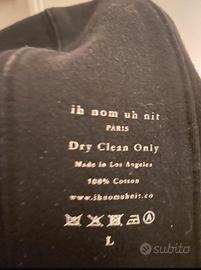 ih nom uh nit
PARIS
Dry Clean Only
Made in Los Angeles
100% Cotton
www.ihnomuhnit.co
L
subito